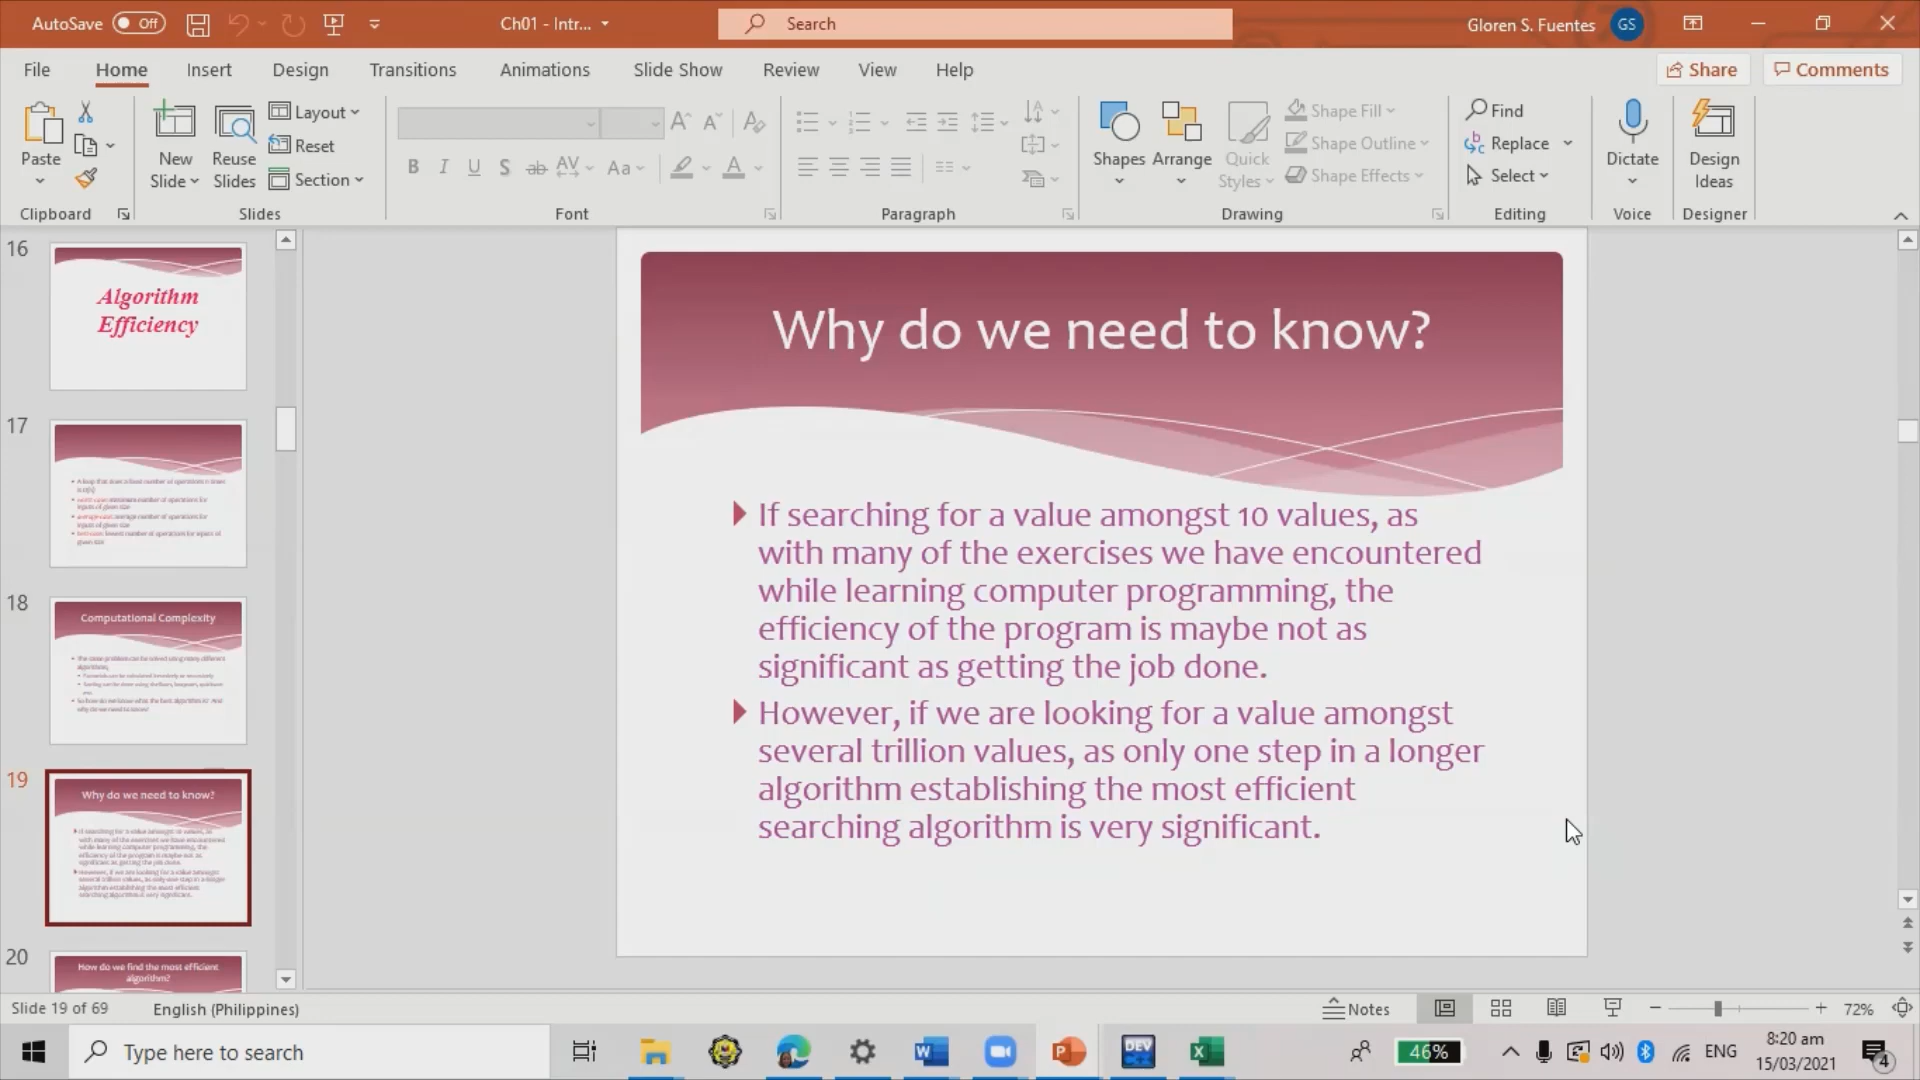 AutoSave Off
Ch01 - Intr...
Search
Gloren S. Fuentes GS
File Home Insert Design Transitions Animations Slide Show Review View Help
Share Comments
Paste
New Slide
Reuse Slides
Layout
Reset
Section
B I U S ab AV Aa A
Shapes
Arrange
Quick Styles
Shape Fill
Shape Outline
Shape Effects
Find
Replace
Select
Dictate
Design Ideas
Clipboard Slides Font Paragraph Drawing Editing Voice Designer
16
Algorithm
Efficiency
17
18
Computational Complexity
19
Why do we need to know?
20
How do we find the most efficient
algorithm?
Why do we need to know?
If searching for a value amongst 10 values, as
with many of the exercises we have encountered
while learning computer programming, the
efficiency of the program is maybe not as
significant as getting the job done.
However, if we are looking for a value amongst
several trillion values, as only one step in a longer
algorithm establishing the most efficient
searching algorithm is very significant.
Slide 19 of 69 English (Philippines)
Notes
72%
Type here to search
DEV
46%
ENG
8:20 am
15/03/2021
4